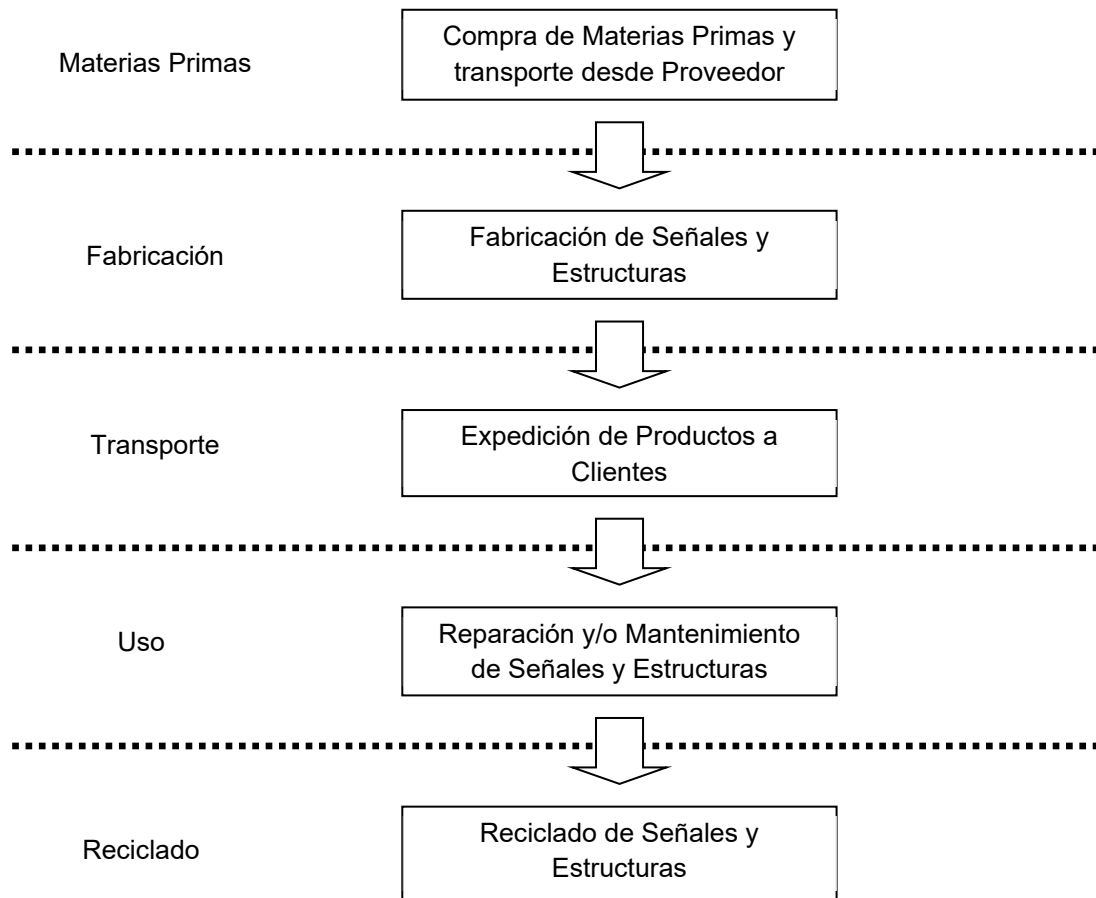 Materias Primas
Compra de Materias Primas y
transporte desde Proveedor
Fabricación
Fabricación de Señales y
Estructuras
Transporte
Expedición de Productos a
Clientes
Uso
Reparación y/o Mantenimiento
de Señales y Estructuras
Reciclado
Reciclado de Señales y
Estructuras